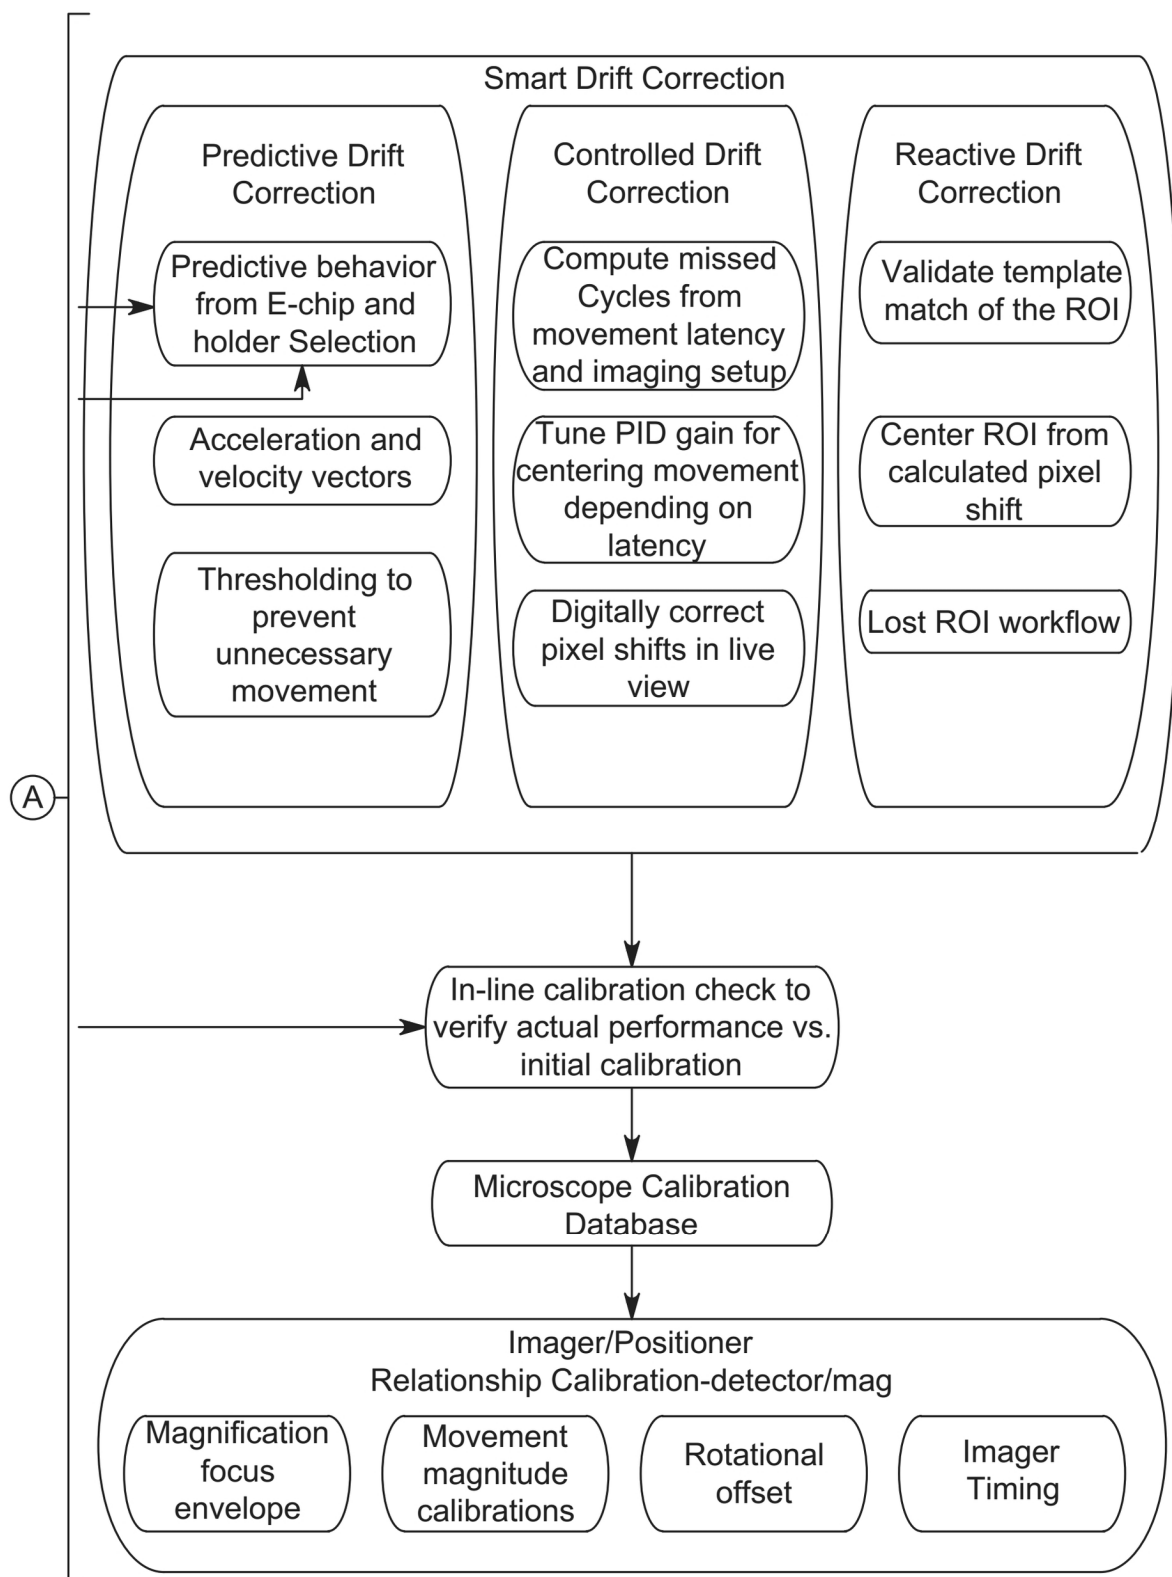 Smart Drift Correction
Predictive Drift
Correction
Predictive behavior
from E-chip and
holder Selection
Acceleration and
velocity vectors
Thresholding to
prevent
unnecessary
movement
Controlled Drift
Correction
Compute missed
Cycles from
movement latency
and imaging setup
Tune PID gain for
centering movement
depending on
latency
Digitally correct
pixel shifts in live
view
Reactive Drift
Correction
Validate template
match of the ROI
Center ROI from
calculated pixel
shift
Lost ROI workflow
A
In-line calibration check to
verify actual performance vs.
initial calibration
Microscope Calibration
Database
Imager/Positioner
Relationship Calibration-detector/mag
Magnification
focus
envelope
Movement
magnitude
calibrations
Rotational
offset
Imager
Timing